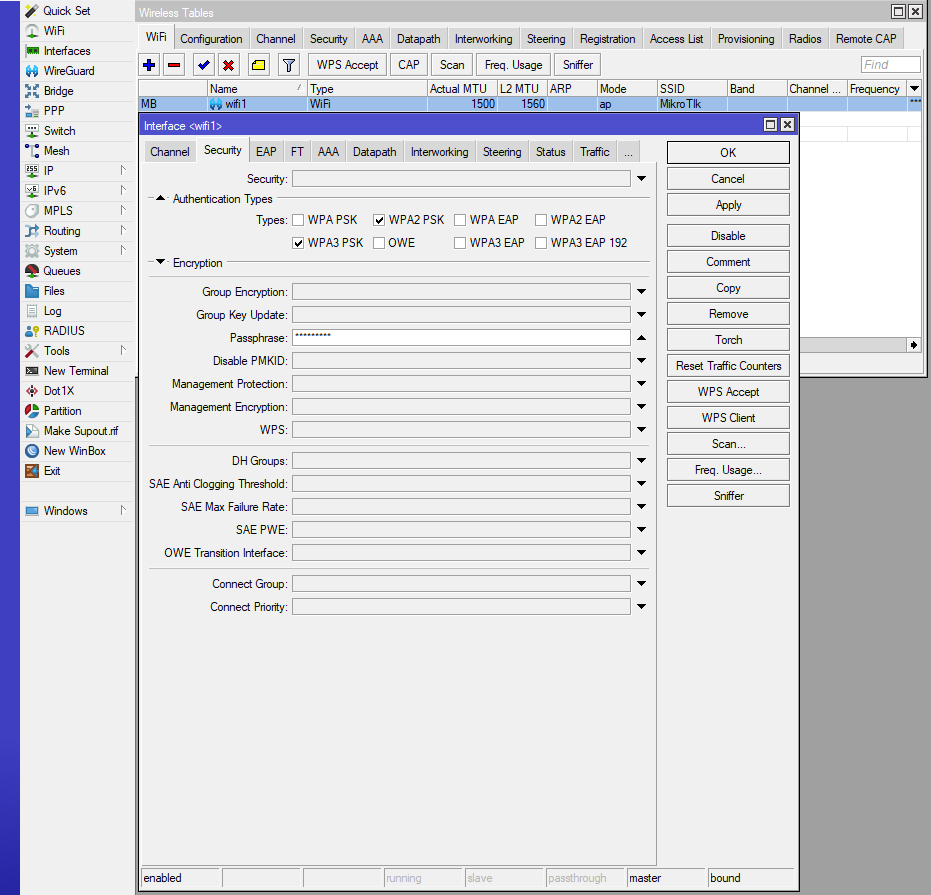 Quick Set
WiFi
Interfaces
WireGuard
Bridge
PPP
Switch
Mesh
IP
IPv6
MPLS
Routing
System
Queues
Files
Log
RADIUS
Tools
New Terminal
Dot1X
Partition
Make Supout.rif
New WinBox
Exit
Windows
Wireless Tables
WiFi Configuration Channel Security AAA Datapath Interworking Steering Registration Access List Provisioning Radios Remote CAP
WPS Accept CAP Scan Freq. Usage Sniffer Find
Name / Type Actual MTU L2 MTU ARP Mode SSID Band Channel ... Frequency
MB wifi1 WiFi 1500 1560 ap MikroTIk ***
Interface <wifi1>
Channel Security EAP FT AAA Datapath Interworking Steering Status Traffic ...
Security:
Authentication Types
Types: WPA PSK WPA2 PSK WPA EAP WPA2 EAP
WPA3 PSK OWE WPA3 EAP WPA3 EAP 192
Encryption
Group Encryption:
Group Key Update:
Passphrase: *********
Disable PMKID:
Management Protection:
Management Encryption:
WPS:
DH Groups:
SAE Anti Clogging Threshold:
SAE Max Failure Rate:
SAE PWE:
OWE Transition Interface:
Connect Group:
Connect Priority:
OK
Cancel
Apply
Disable
Comment
Copy
Remove
Torch
Reset Traffic Counters
WPS Accept
WPS Client
Scan...
Freq. Usage...
Sniffer
enabled running slave passthrough master bound